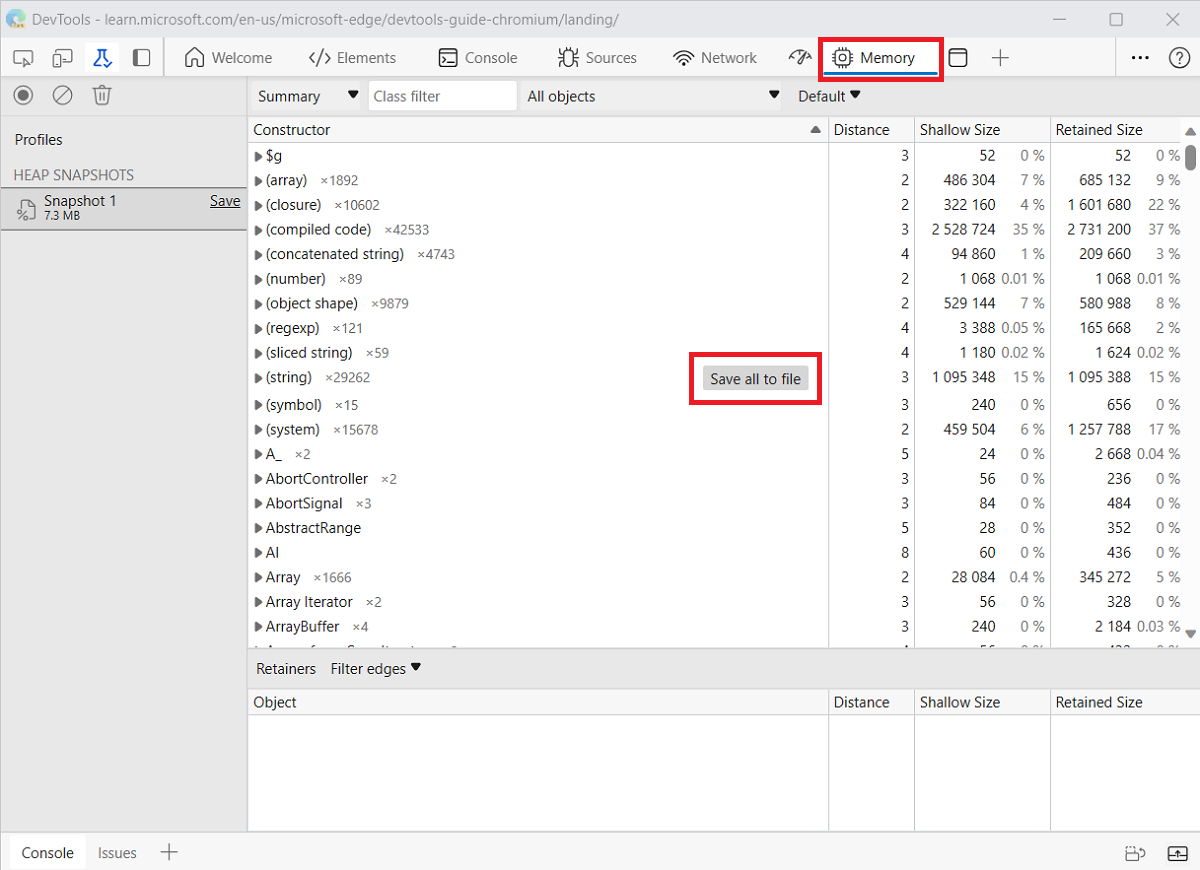 DevTools - learn.microsoft.com/en-us/microsoft-edge/devtools-guide-chromium/landing/
Welcome </> Elements Console Sources Network Memory
Summary Class filter All objects Default
Profiles
HEAP SNAPSHOTS
Snapshot 1 Save
7.3 MB
Constructor Distance Shallow Size Retained Size
$g 3 52 0 % 52 0 %
(array) ×1892 2 486 304 7 % 685 132 9 %
(closure) ×10602 2 322 160 4 % 1 601 680 22 %
(compiled code) ×42533 3 2 528 724 35 % 2 731 200 37 %
(concatenated string) ×4743 4 94 860 1 % 209 660 3 %
(number) ×89 2 1 068 0.01 % 1 068 0.01 %
(object shape) ×9879 2 529 144 7 % 580 988 8 %
(regexp) ×121 4 3 388 0.05 % 165 668 2 %
(sliced string) ×59 4 1 180 0.02 % 1 624 0.02 %
(string) ×29262 Save all to file 3 1 095 348 15 % 1 095 388 15 %
(symbol) ×15 3 240 0 % 656 0 %
(system) ×15678 2 459 504 6 % 1 257 788 17 %
A_ ×2 5 24 0 % 2 668 0.04 %
AbortController ×2 3 56 0 % 236 0 %
AbortSignal ×3 3 84 0 % 484 0 %
AbstractRange 5 28 0 % 352 0 %
AI 8 60 0 % 436 0 %
Array ×1666 2 28 084 0.4 % 345 272 5 %
Array Iterator ×2 3 56 0 % 328 0 %
ArrayBuffer ×4 3 240 0 % 2 184 0.03 %
Retainers Filter edges
Object Distance Shallow Size Retained Size
Console Issues